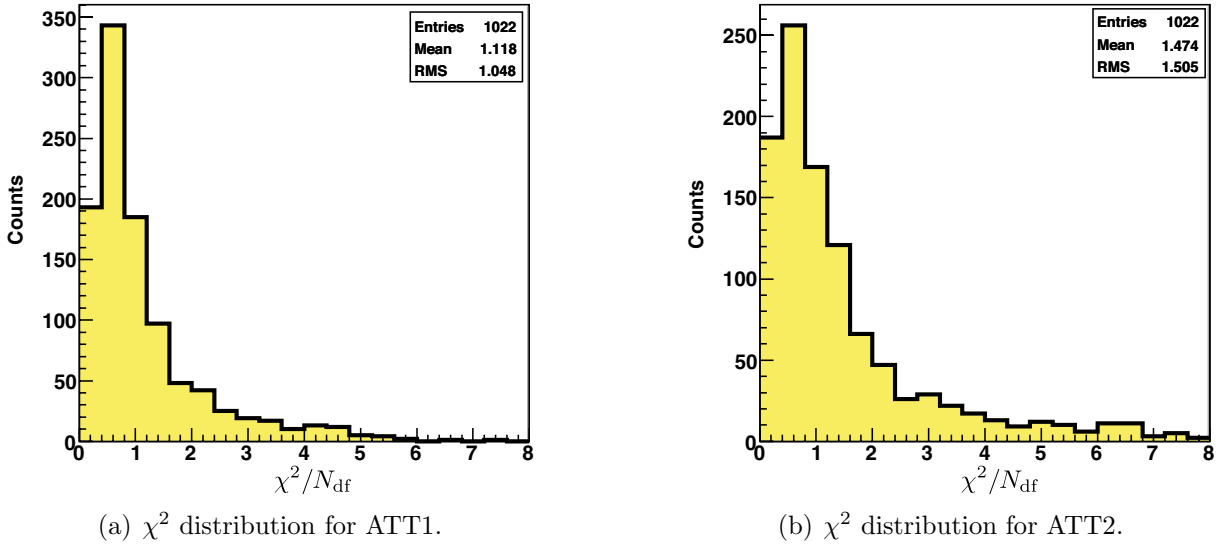 Entries 1022
Mean 1.118
RMS 1.048
350
300
250
200
150
100
50
0
Counts
0 1 2 3 4 5 6 7 8
χ²/N_df
(a) χ² distribution for ATT1.
Entries 1022
Mean 1.474
RMS 1.505
250
200
150
100
50
0
Counts
0 1 2 3 4 5 6 7 8
χ²/N_df
(b) χ² distribution for ATT2.